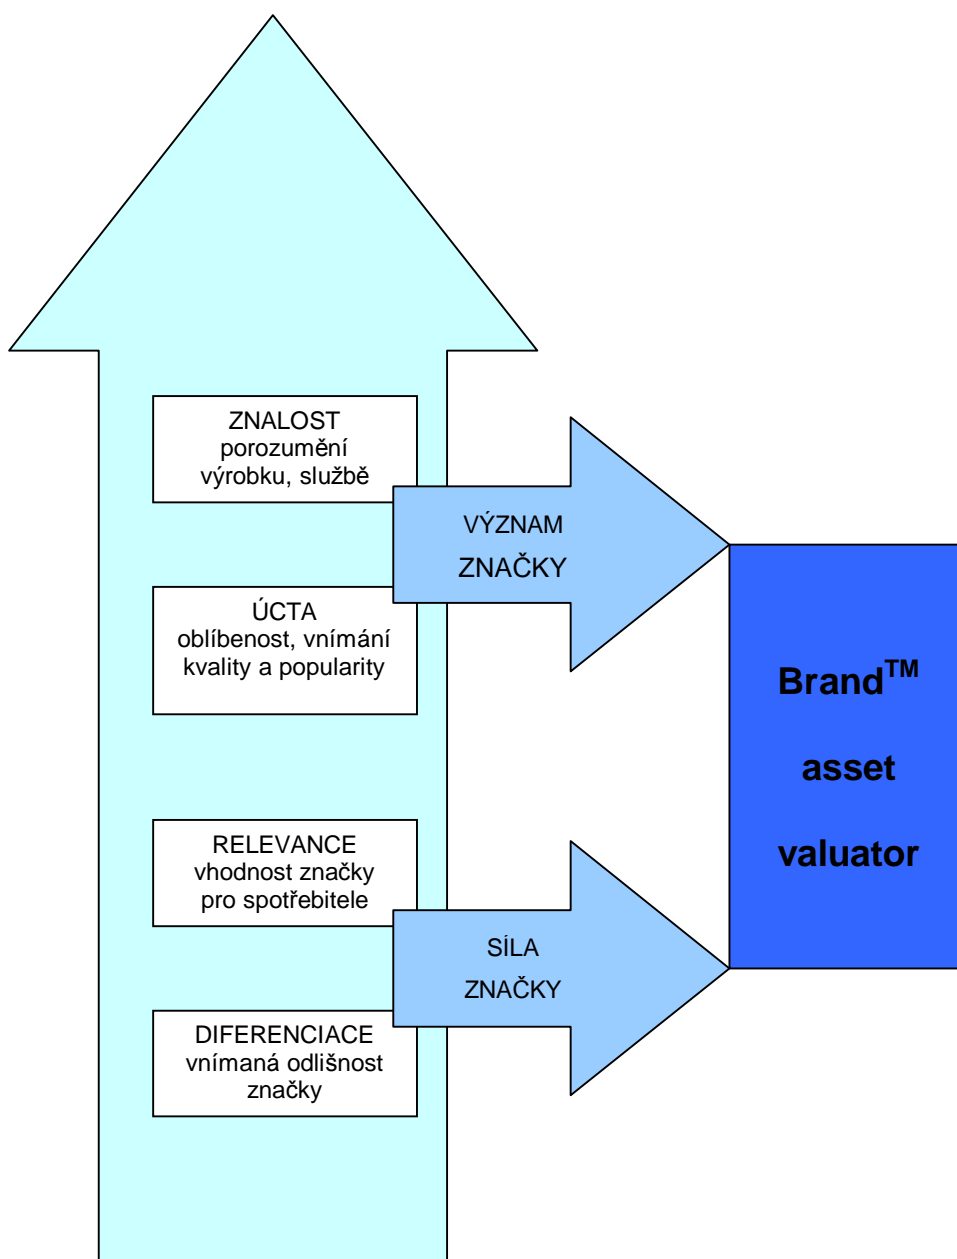 ZNALOST
porozumění
výrobku, službě
VÝZNAM
ZNAČKY
ÚCTA
oblíbenost, vnímání
kvality a popularity
Brand™
asset
valuator
RELEVANCE
vhodnost značky
pro spotřebitele
SÍLA
ZNAČKY
DIFERENCIACE
vnímaná odlišnost
značky